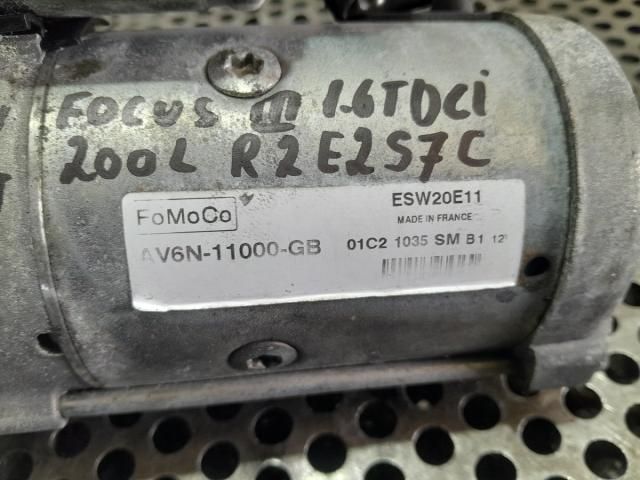 FOCUS III 1.6TDCi
200L R2E2S7C
FoMoCo
ESW20E11
MADE IN FRANCE
AV6N-11000-GB
01C2 1035 SM B1 12